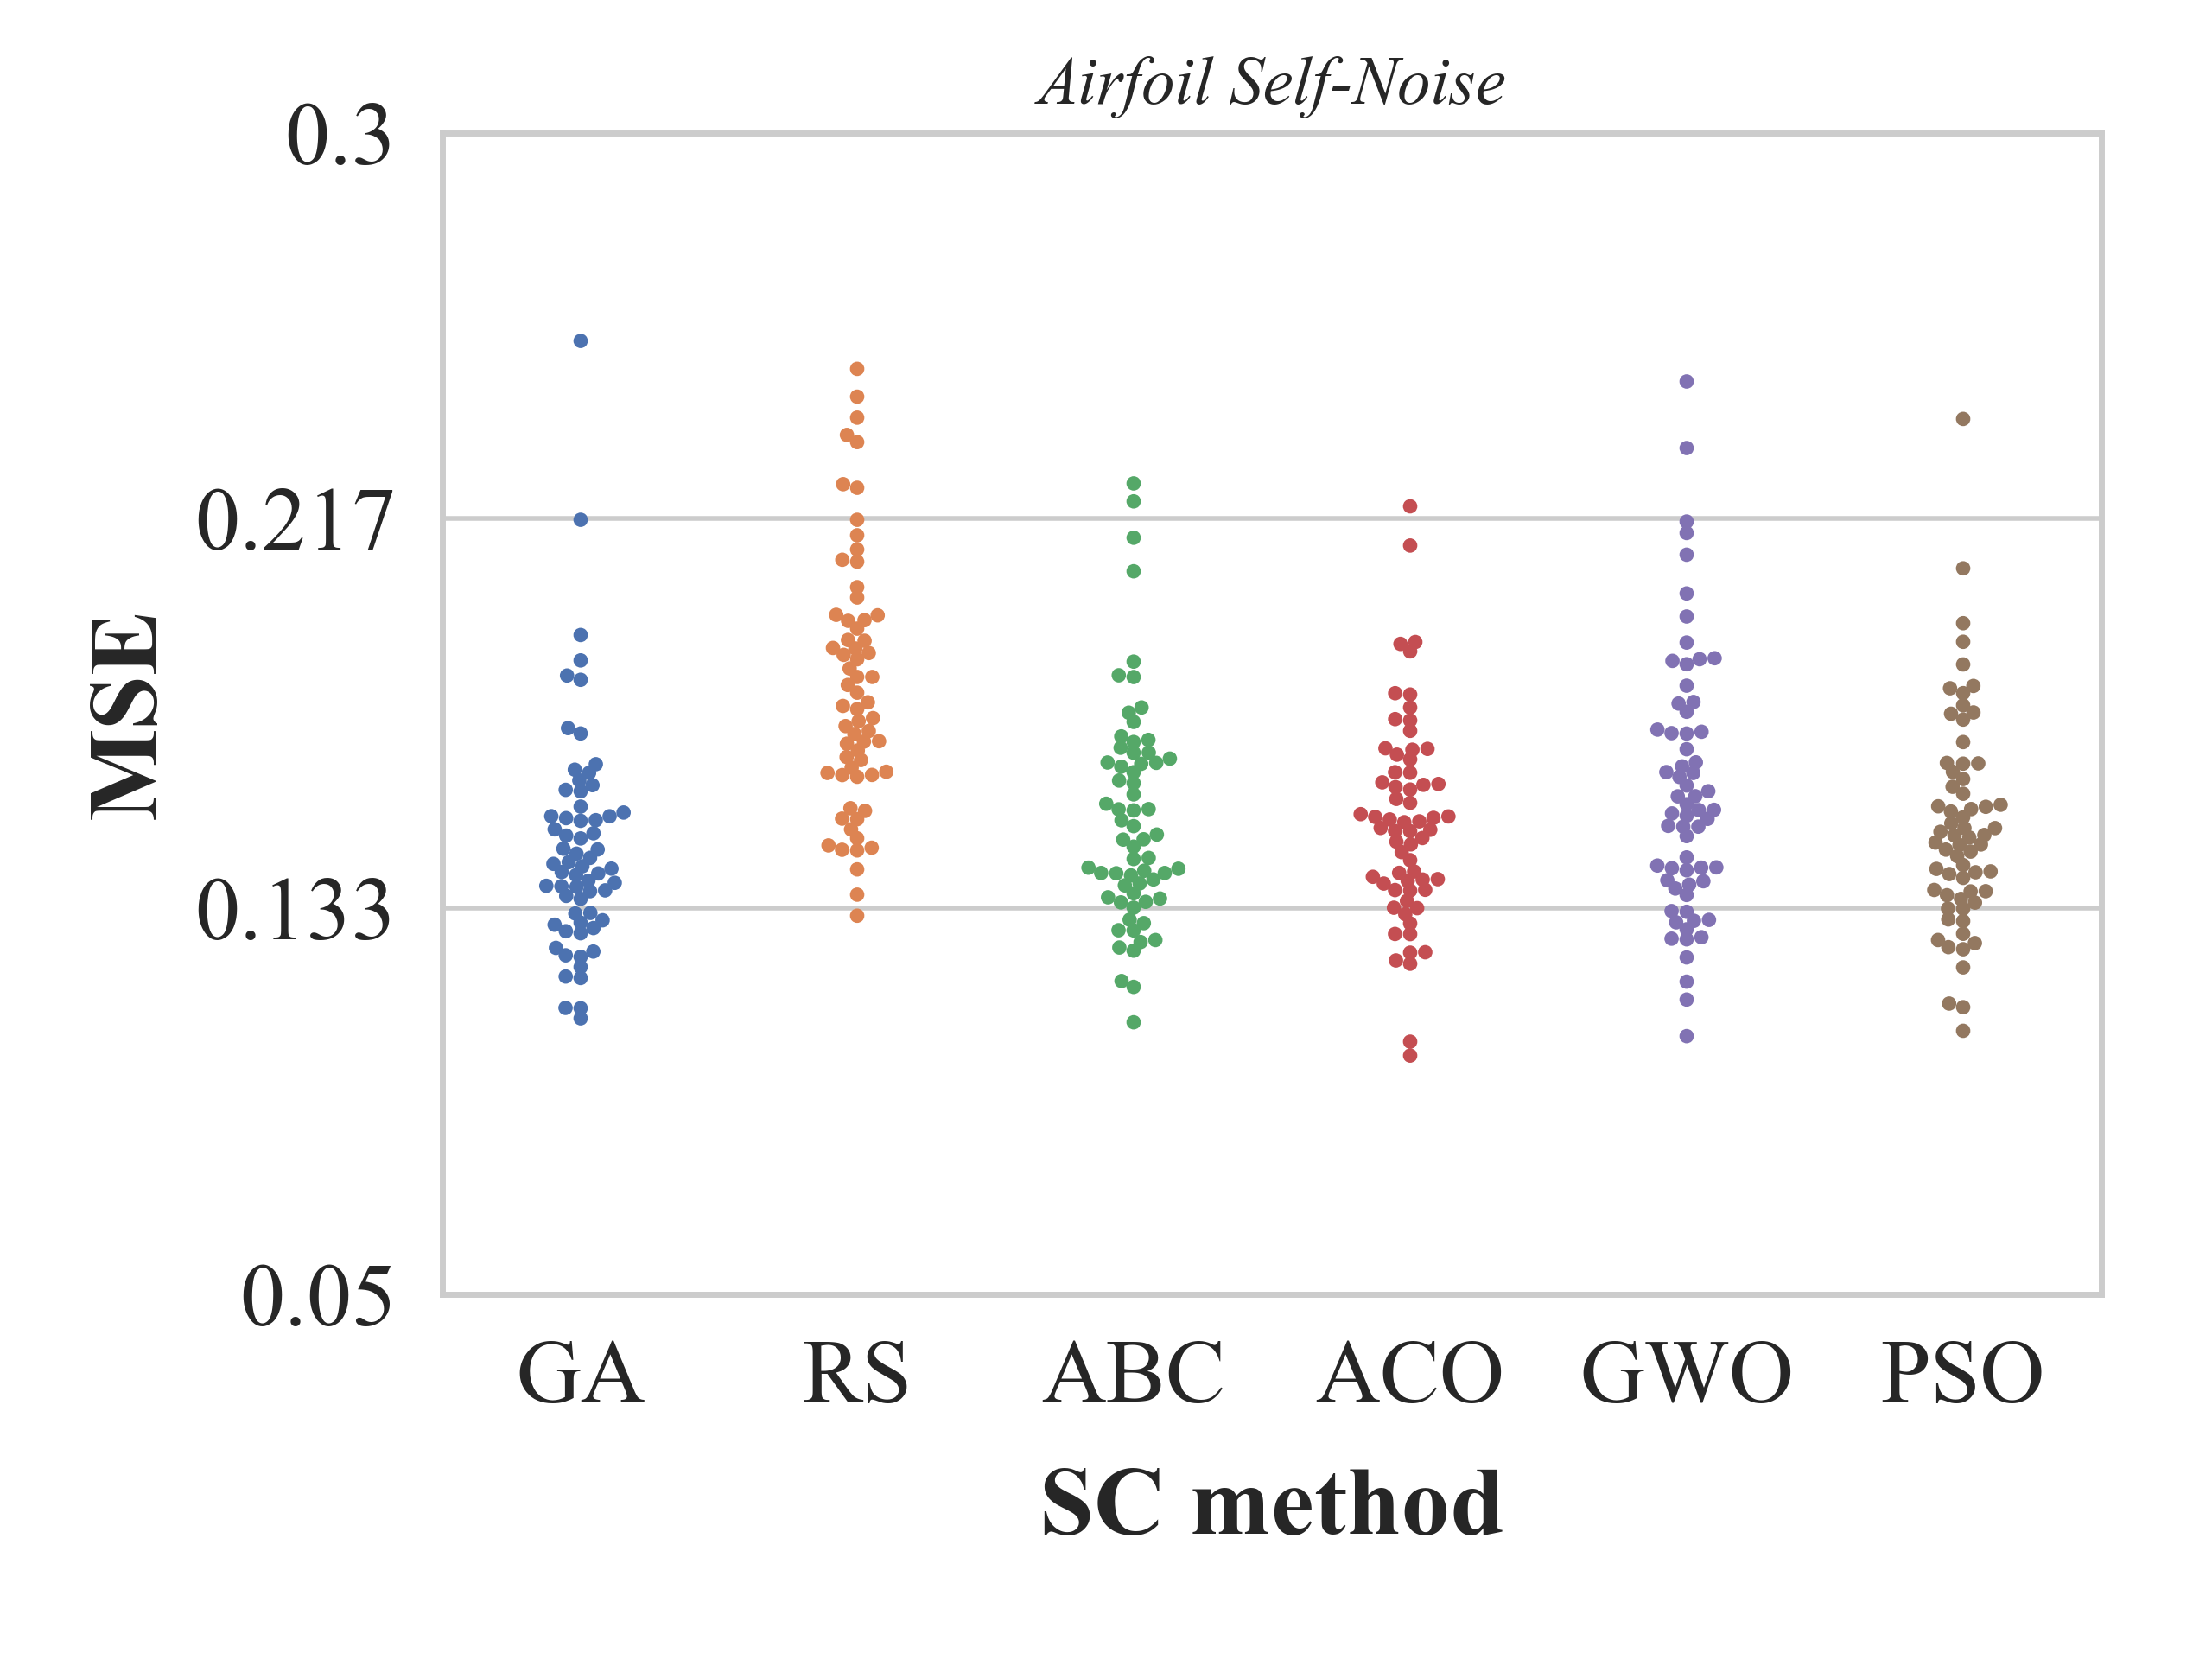 Airfoil Self-Noise
0.3
0.217
0.133
0.05
MSE
GA RS ABC ACO GWO PSO
SC method